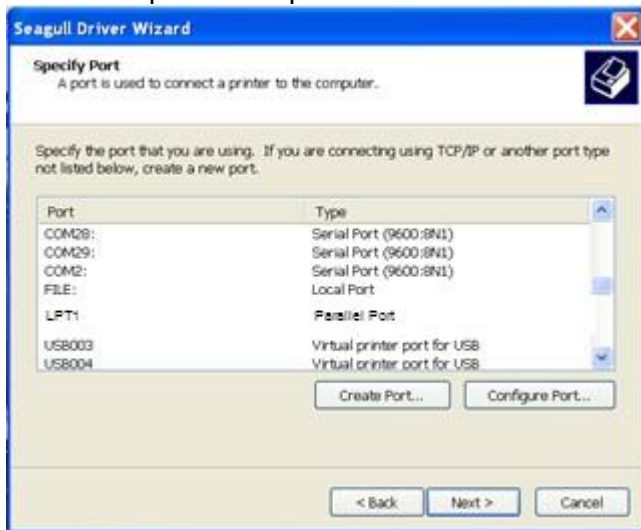 Seagull Driver Wizard
Specify Port
A port is used to connect a printer to the computer.
Specify the port that you are using. If you are connecting using TCP/IP or another port type
not listed below, create a new port.
Port Type
COM28: Serial Port (9600:8N1)
COM29: Serial Port (9600:8N1)
COM2: Serial Port (9600:8N1)
FILE: Local Port
LPT1 Parallel Port
USB003 Virtual printer port for USB
USB004 Virtual printer port for USB
Create Port... Configure Port...
< Back Next > Cancel